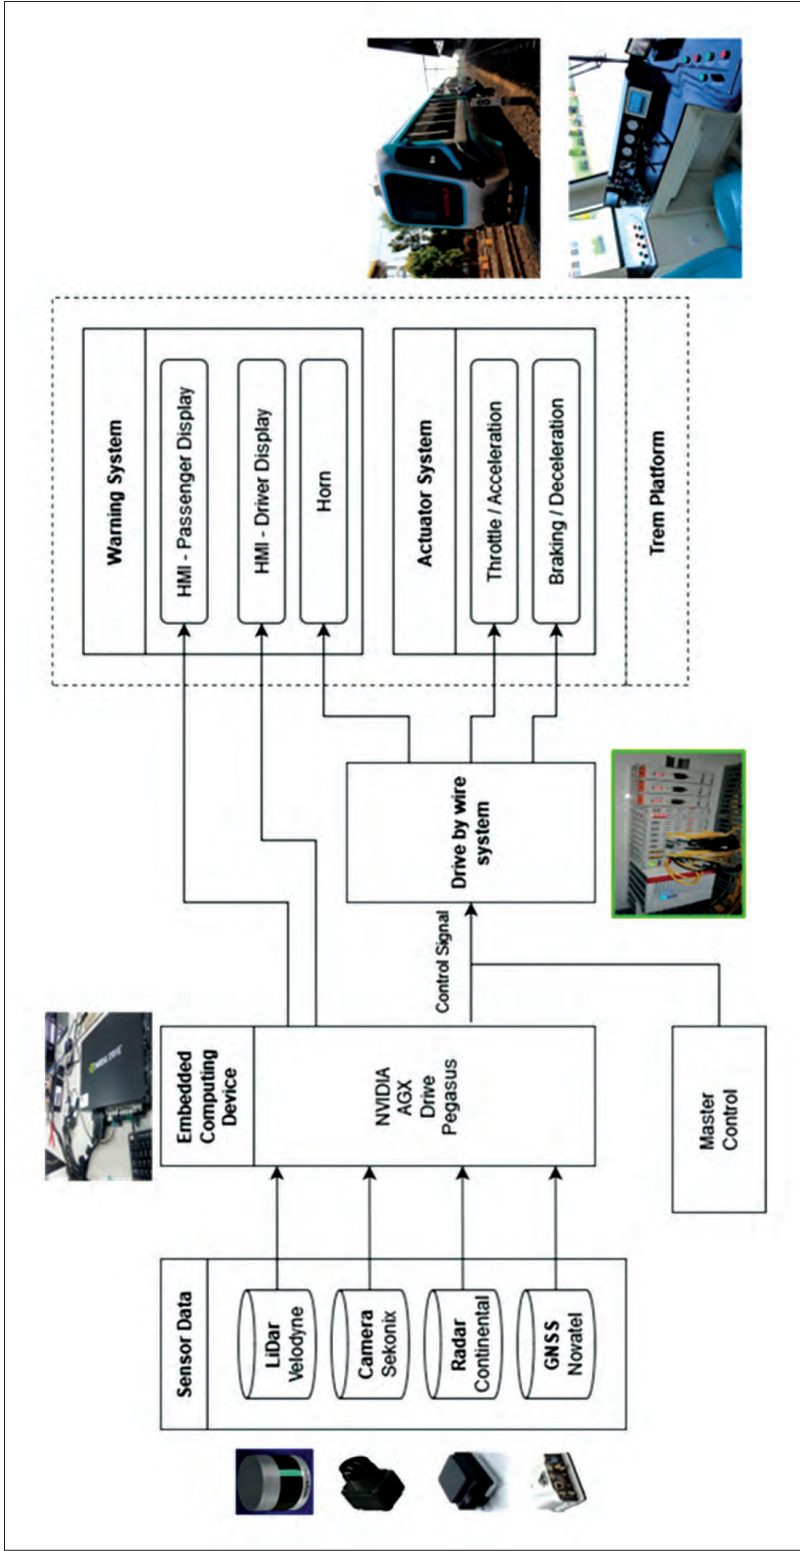 Sensor Data
LiDar
Velodyne
Camera
Sekonix
Radar
Continental
GNSS
Novatel
Embedded
Computing
Device
NVIDIA
AGX
Drive
Pegasus
Control Signal
Master
Control
Drive by wire
system
Warning System
HMI - Passenger Display
HMI - Driver Display
Horn
Actuator System
Throttle / Acceleration
Braking / Deceleration
Trem Platform